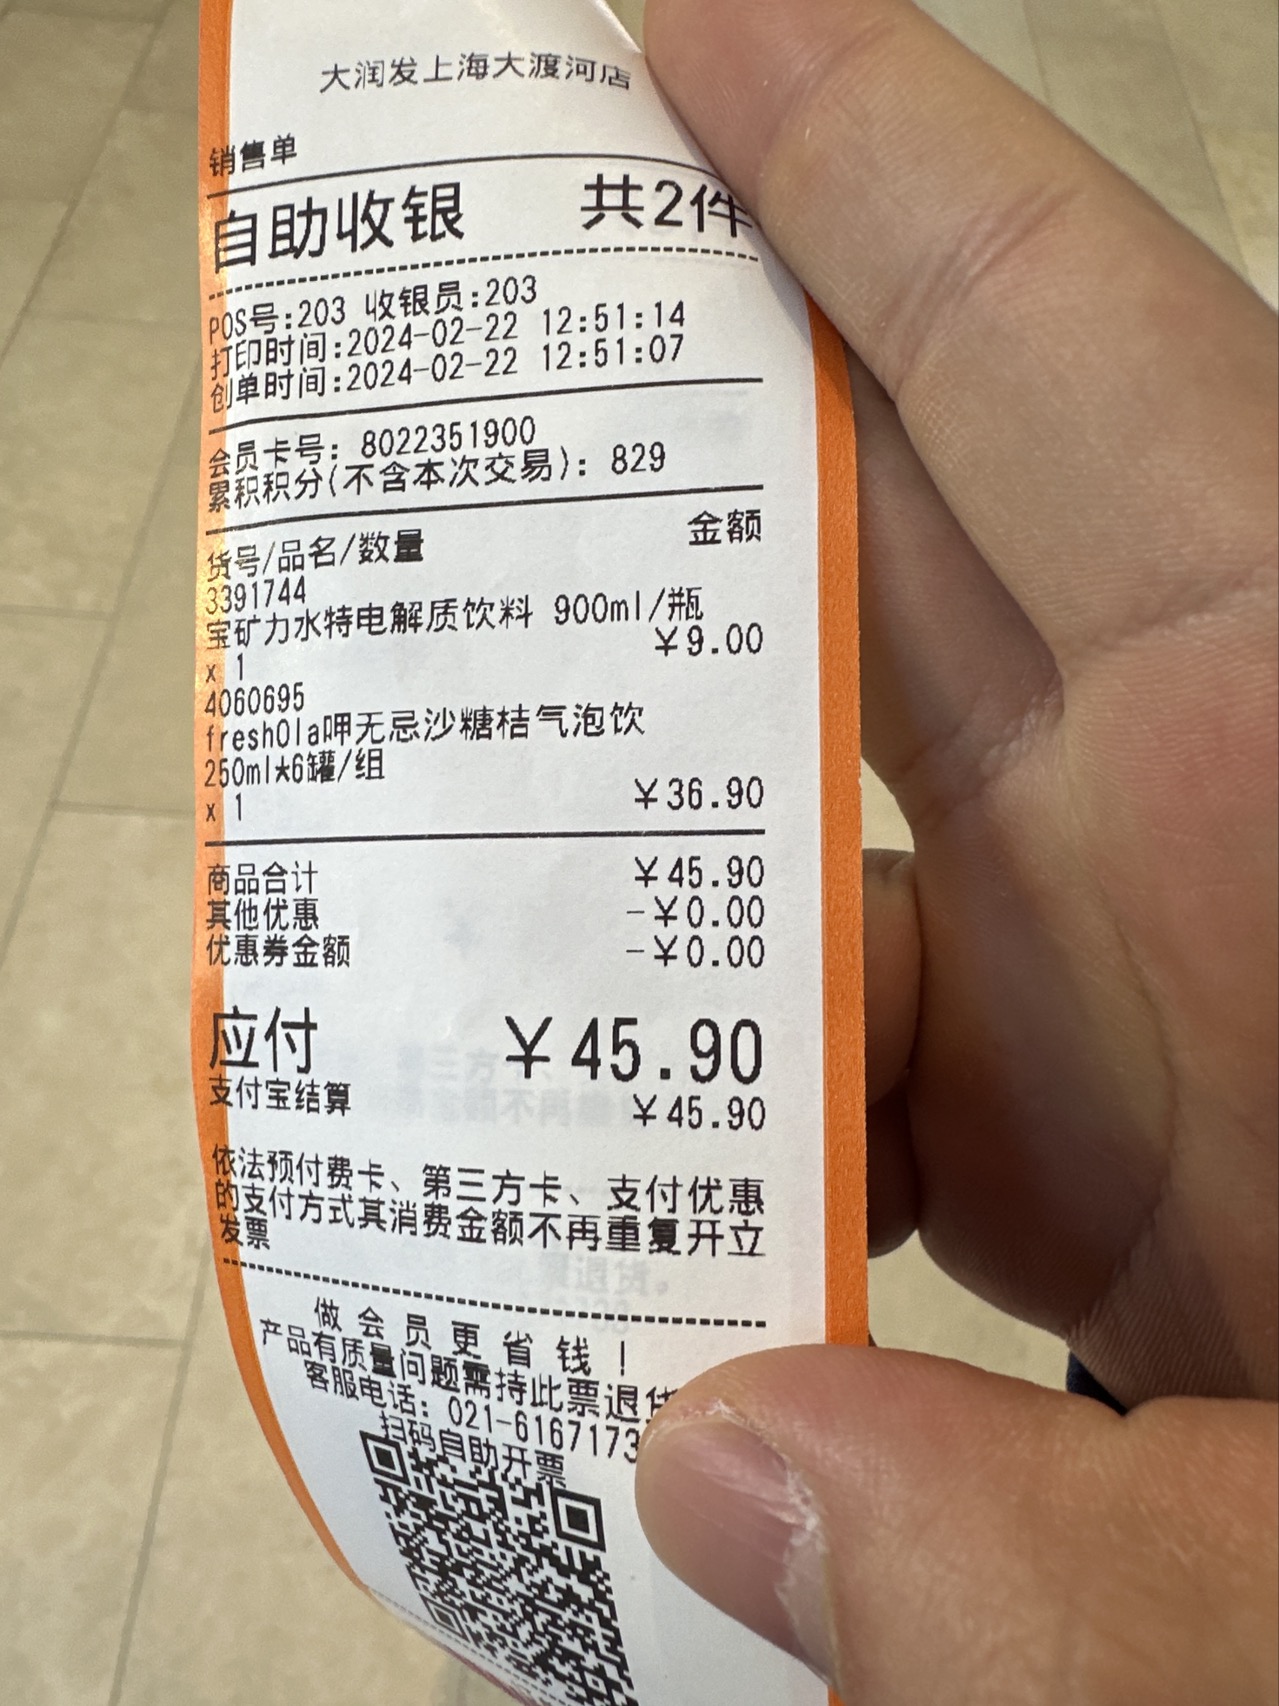 大润发上海大渡河店
销售单
自助收银 共2件
POS号:203 收银员:203
打印时间:2024-02-22 12:51:14
创单时间:2024-02-22 12:51:07
会员卡号: 8022351900
累积积分(不含本次交易): 829
货号/品名/数量 金额
3391744
宝矿力水特电解质饮料 900ml/瓶
x 1 ¥9.00
4060695
freshOla呷无忌沙糖桔气泡饮
250ml*6罐/组
x 1 ¥36.90
商品合计 ¥45.90
其他优惠 -¥0.00
优惠券金额 -¥0.00
应付 ¥45.90
支付宝结算 ¥45.90
依法预付费卡、第三方卡、支付优惠
的支付方式其消费金额不再重复开立
发票
做会员更省钱！
产品有质量问题需持此票退
客服电话: 021-6167173
扫码自助开票